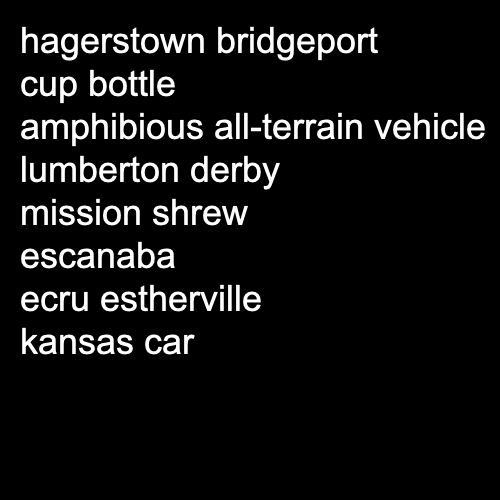 hagerstown bridgeport
cup bottle
amphibious all-terrain vehicle
lumberton derby
mission shrew
escanaba
ecru estherville
kansas car